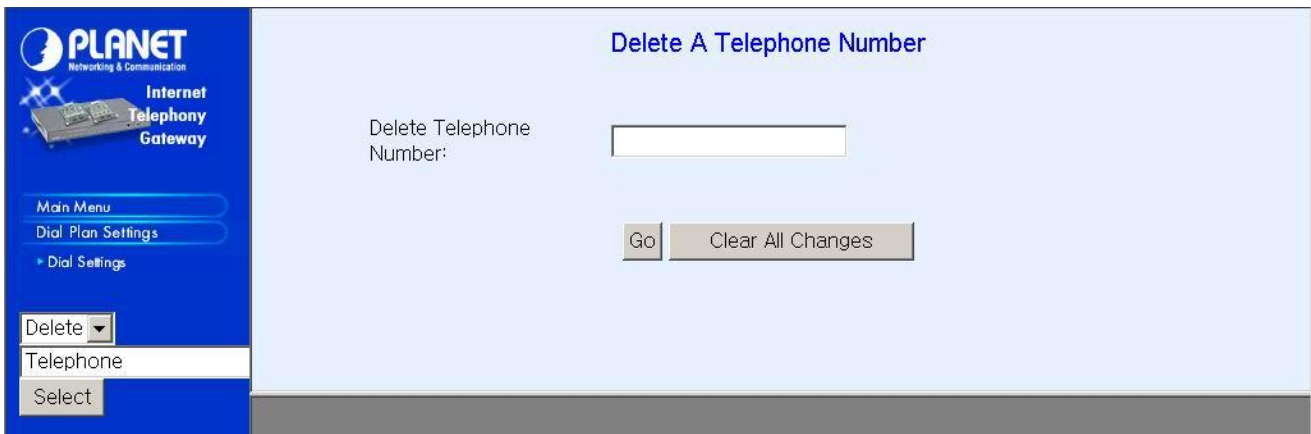 PLANET
Networking & Communication
Internet
Telephony
Gateway
Main Menu
Dial Plan Settings
Dial Settings
Delete
Telephone
Select
Delete A Telephone Number
Delete Telephone
Number:
Go
Clear All Changes